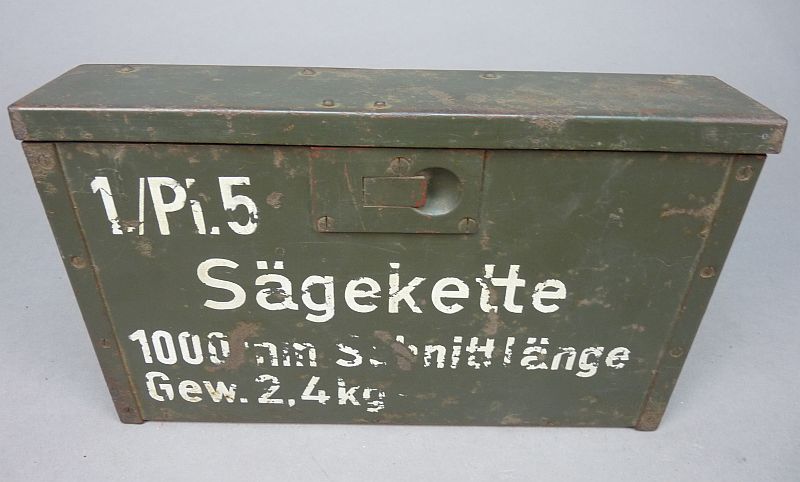 1./Pi.5
Sägekette
1000 mm Schnittlänge
Gew. 2,4 kg